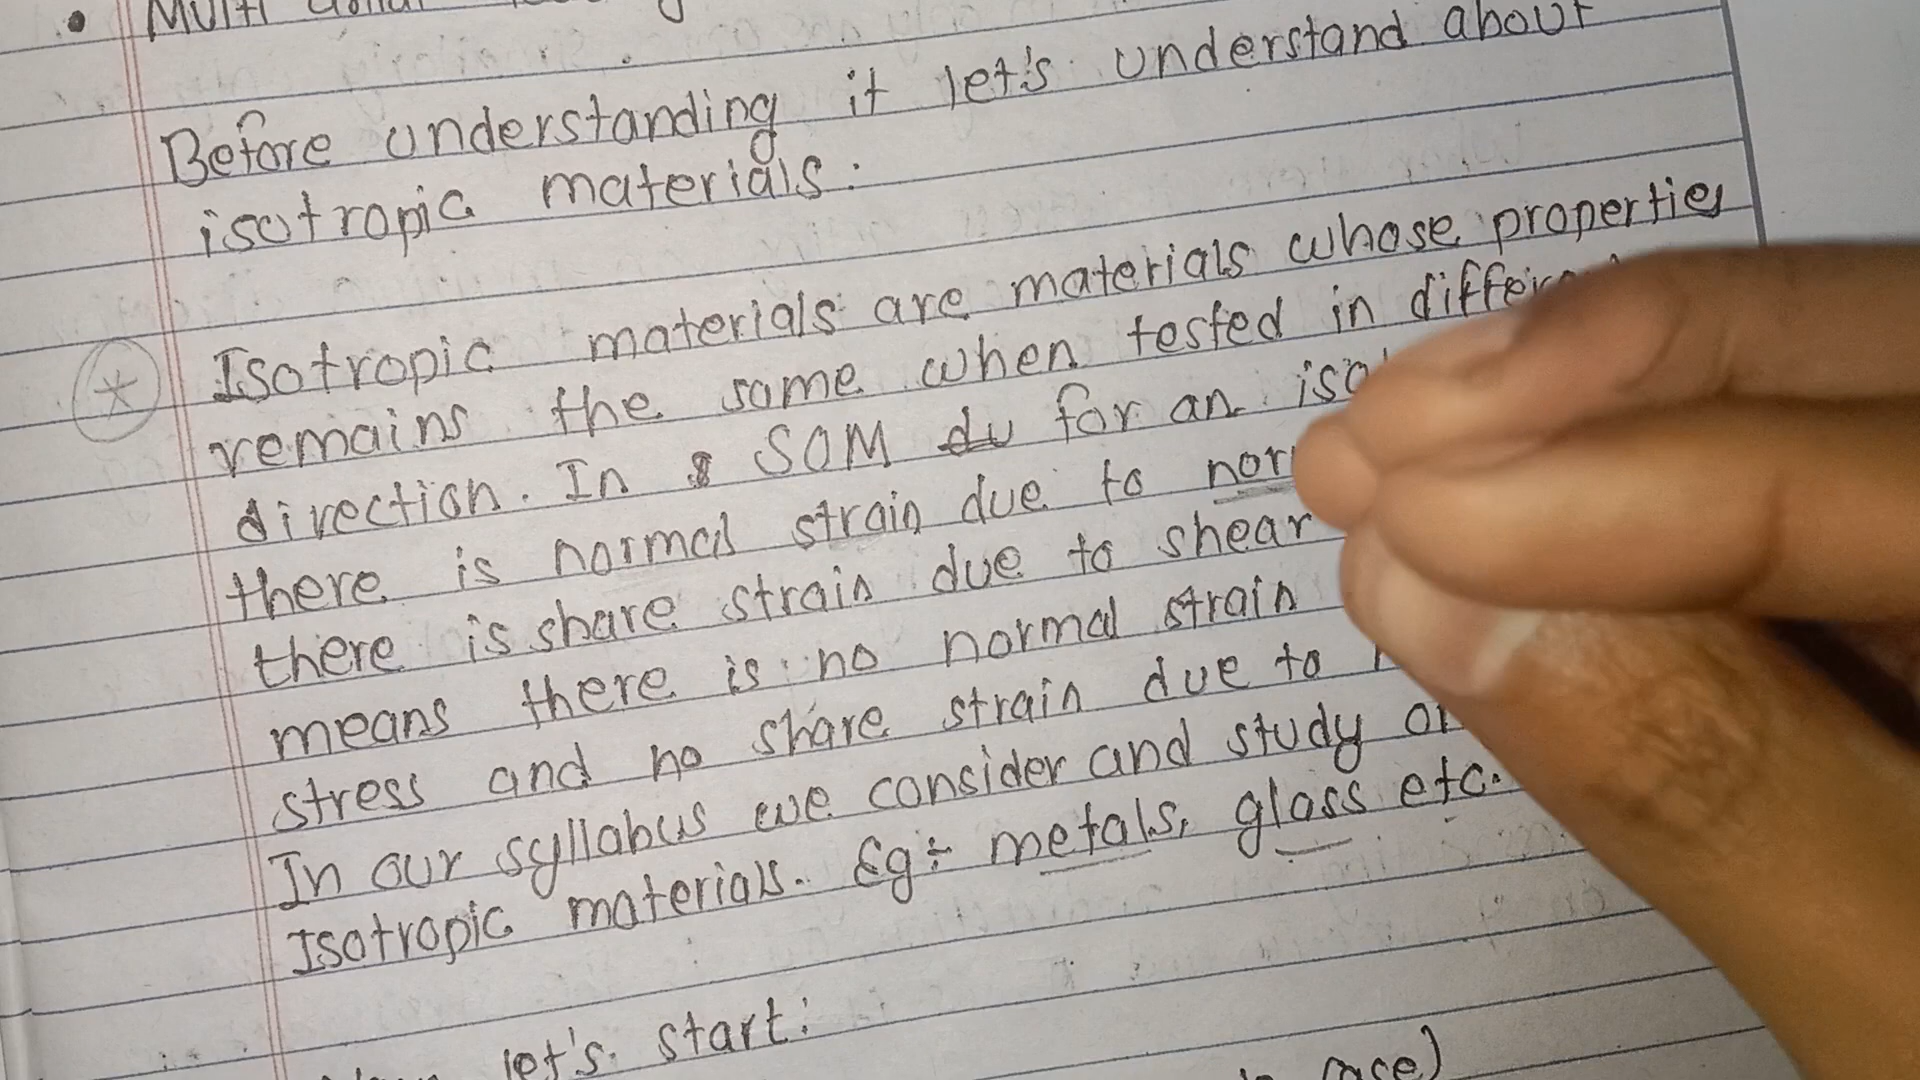 • Multi
Before understanding it let's understand about
isotropic materials:
Isotropic materials are materials whose properties
* remains the same when tested in
direction. In SOM for an
there is normal strain due to
there is share strain due to shear
means there is no normal strain
stress and no share strain due to
In our syllabus we consider and study
Isotropic materials. Eg:- metals, glass etc.
let's start:
case)